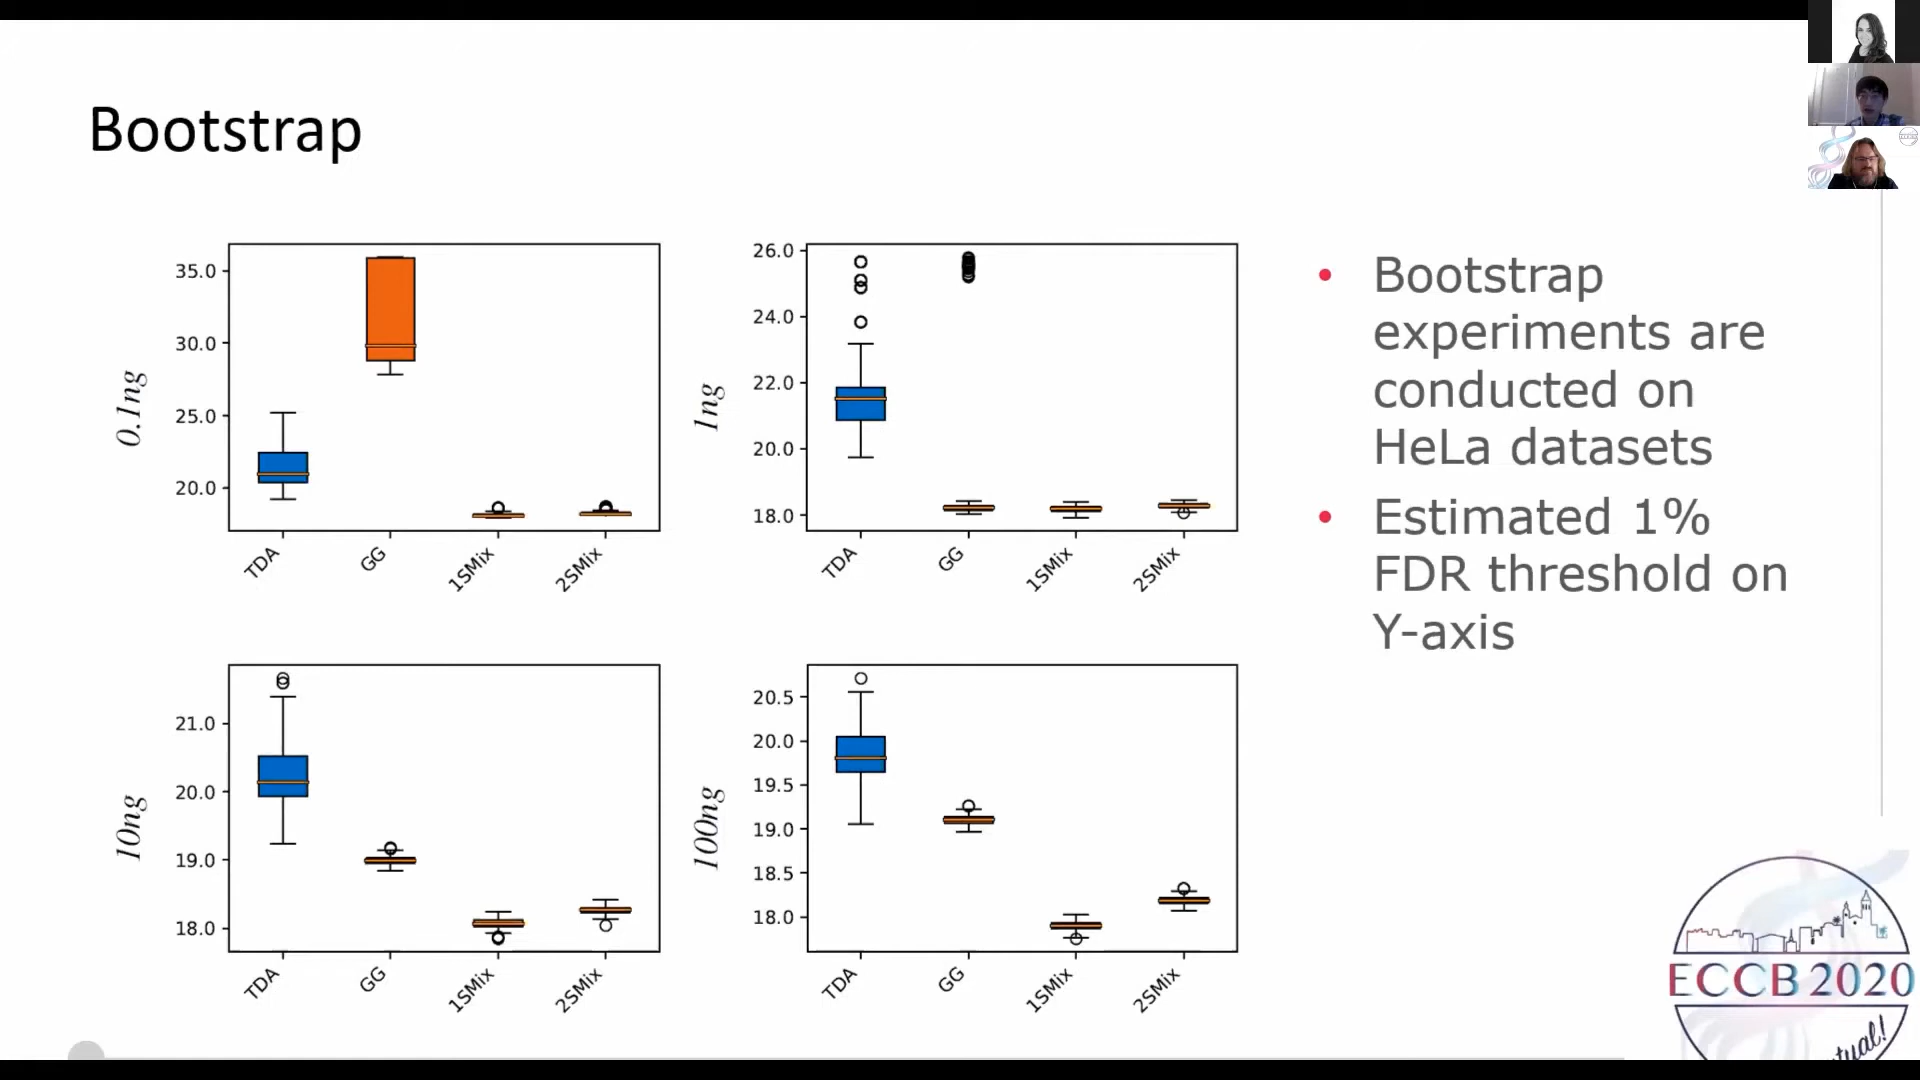 Bootstrap
0.1ng
35.0
30.0
25.0
20.0
TDA
GG
1SMix
2SMix
1ng
26.0
24.0
22.0
20.0
18.0
TDA
GG
1SMix
2SMix
10ng
21.0
20.0
19.0
18.0
TDA
GG
1SMix
2SMix
100ng
20.5
20.0
19.5
19.0
18.5
18.0
TDA
GG
1SMix
2SMix
• Bootstrap
experiments are
conducted on
HeLa datasets
• Estimated 1%
FDR threshold on
Y-axis
ECCB 2020